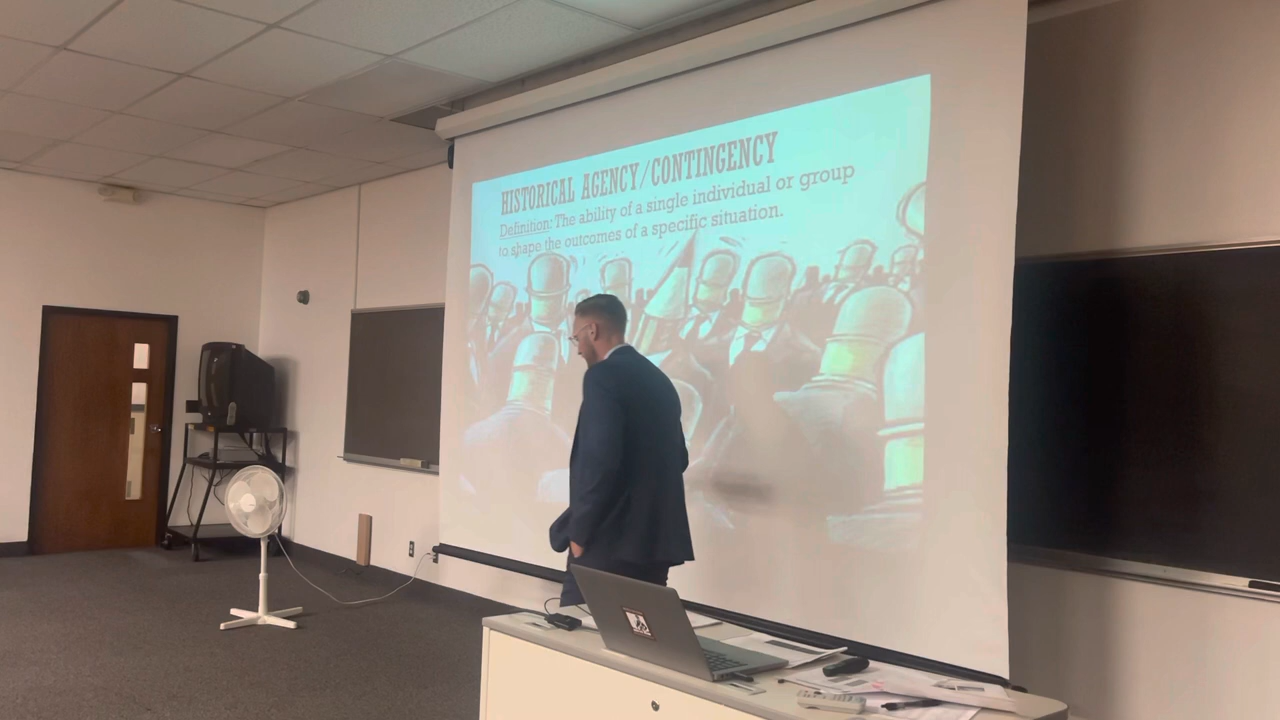 HISTORICAL AGENCY/CONTINGENCY
Definition: The ability of a single individual or group
to shape the outcomes of a specific situation.